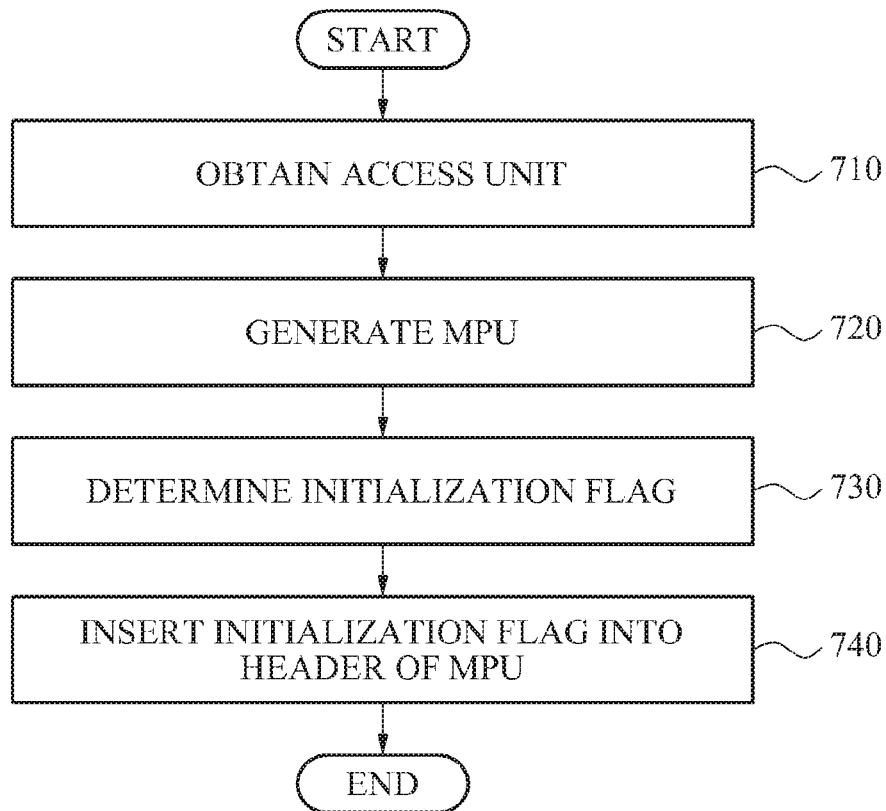 START
OBTAIN ACCESS UNIT
710
GENERATE MPU
720
DETERMINE INITIALIZATION FLAG
730
INSERT INITIALIZATION FLAG INTO
HEADER OF MPU
740
END